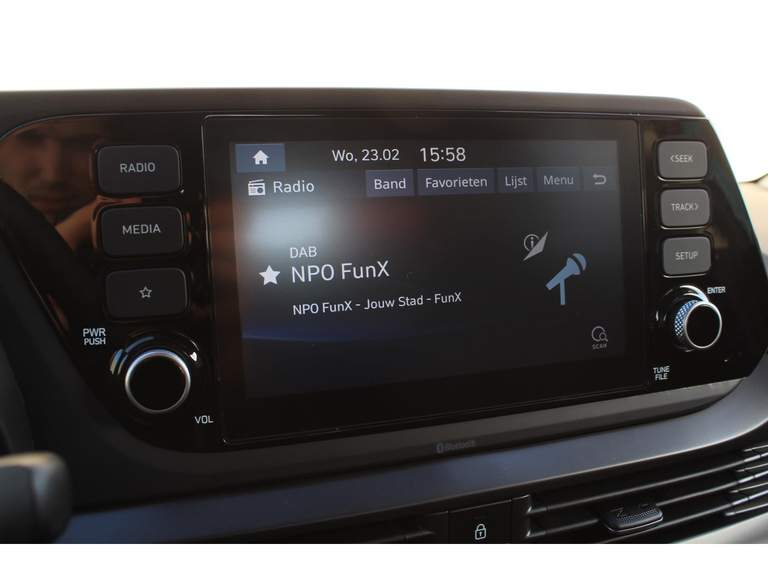 RADIO
MEDIA
PWR
PUSH
VOL
Wo, 23.02 15:58
Radio Band Favorieten Lijst Menu
DAB
NPO FunX
NPO FunX - Jouw Stad - FunX
SCAN
<SEEK
TRACK>
SETUP
ENTER
TUNE
FILE
Bluetooth